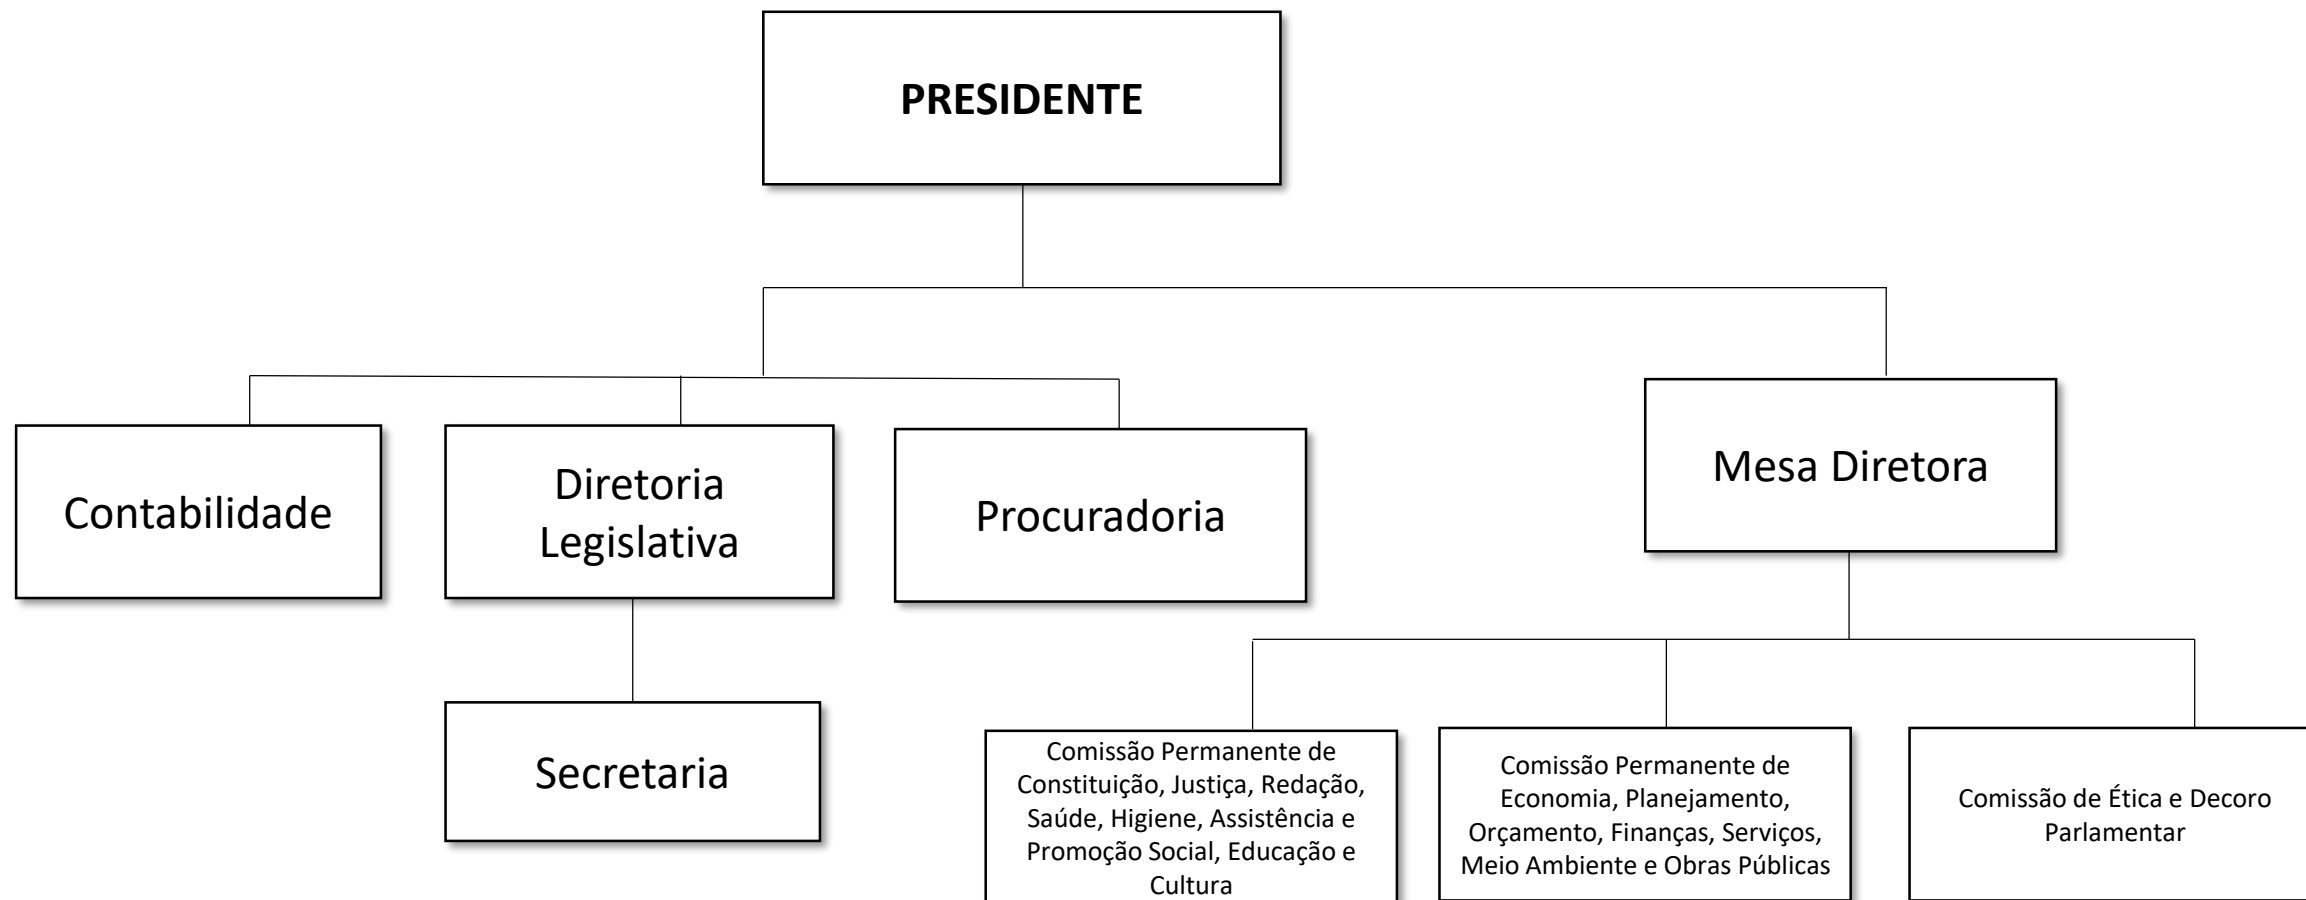 PRESIDENTE
Contabilidade
Diretoria
Legislativa
Procuradoria
Mesa Diretora
Secretaria
Comissão Permanente de
Constituição, Justiça, Redação,
Saúde, Higiene, Assistência e
Promoção Social, Educação e
Cultura
Comissão Permanente de
Economia, Planejamento,
Orçamento, Finanças, Serviços,
Meio Ambiente e Obras Públicas
Comissão de Ética e Decoro
Parlamentar